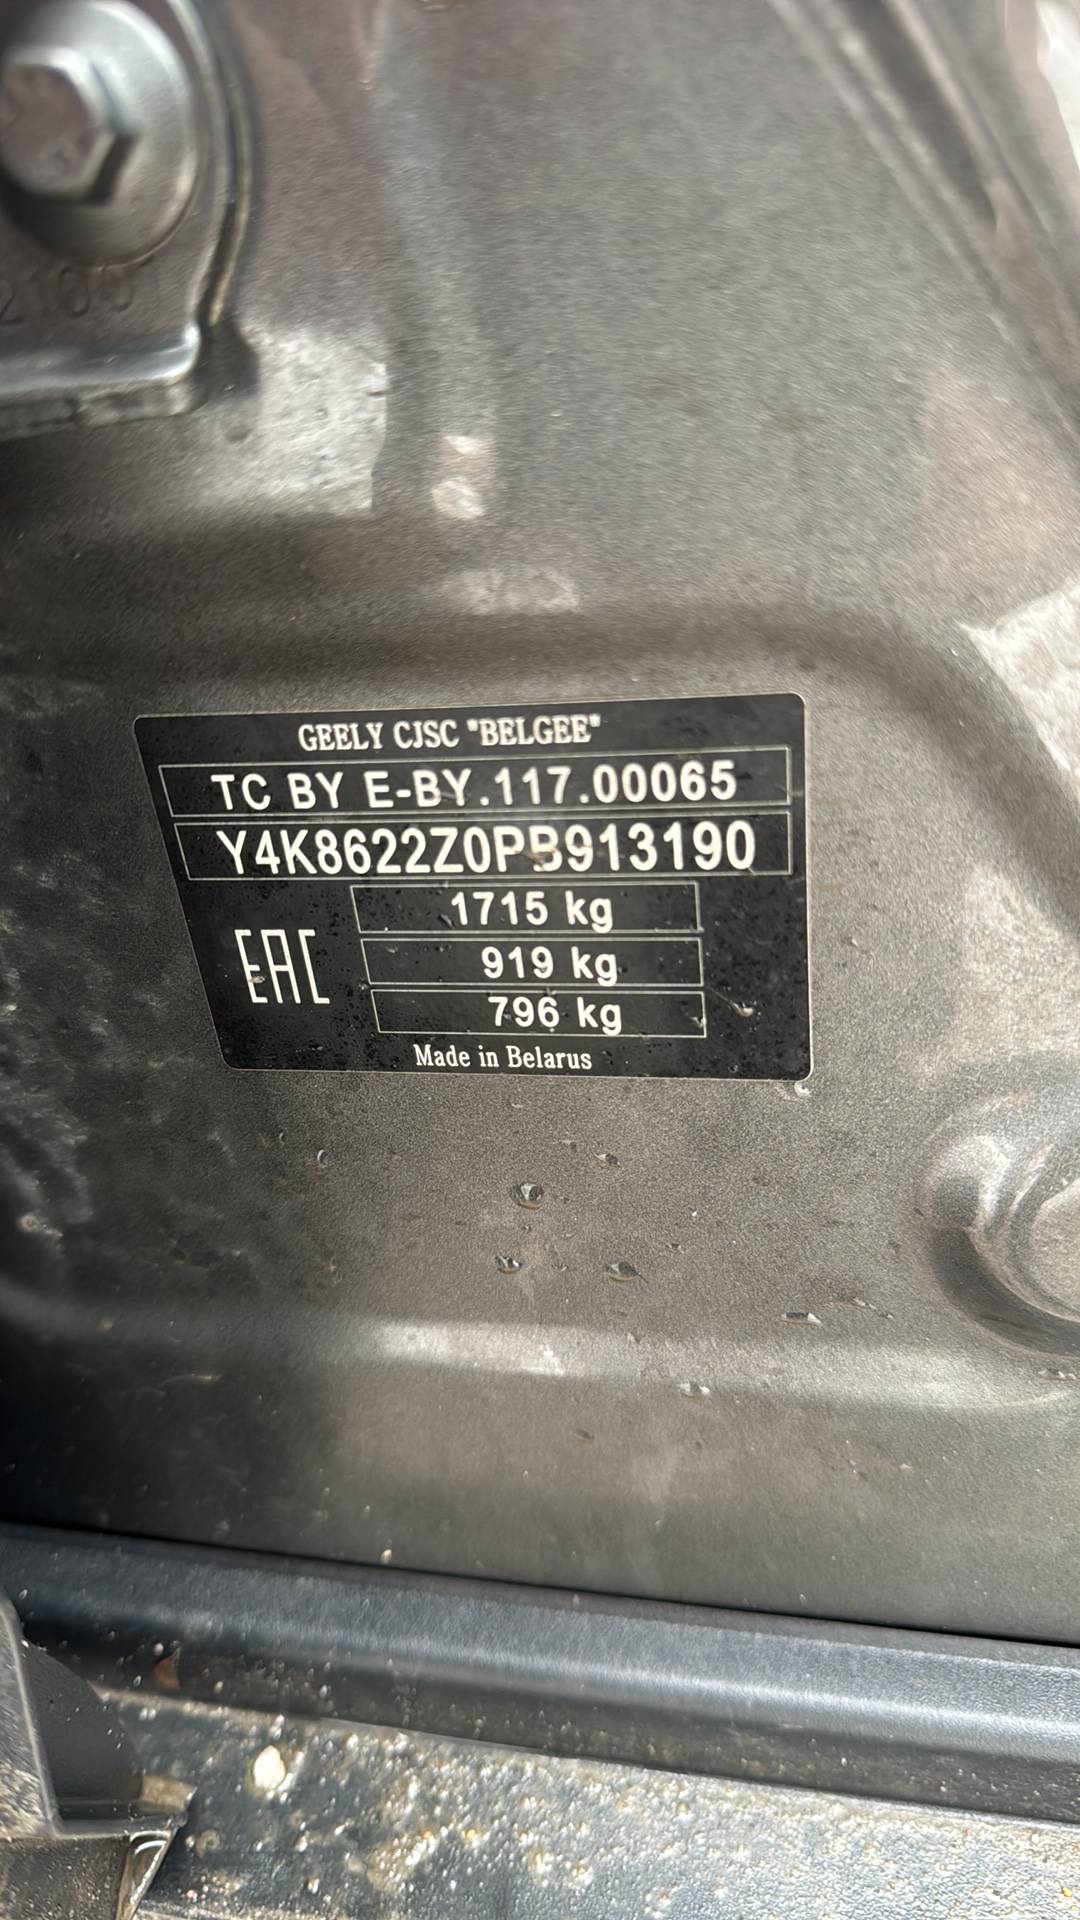 21001
GEELY CJSC "BELGEE"
TC BY E-BY.117.00065
Y4K8622Z0PB913190
1715 kg
EAC
919 kg
796 kg
Made in Belarus